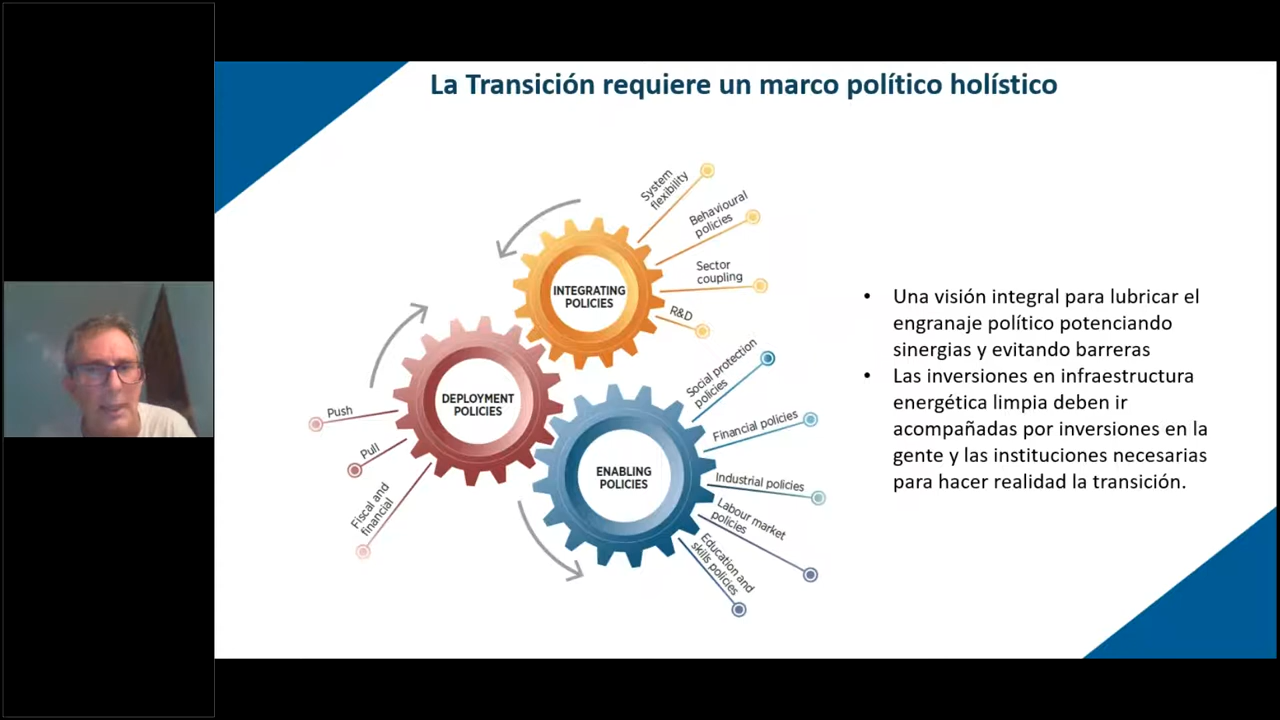 La Transición requiere un marco político holístico
System
flexibility
Behavioural
policies
Sector
coupling
R&D
INTEGRATING
POLICIES
DEPLOYMENT
POLICIES
Push
Pull
Fiscal and
financial
ENABLING
POLICIES
Social protection
policies
Financial policies
Industrial policies
Labour market
policies
Education and
skills policies
• Una visión integral para lubricar el
engranaje político potenciando
sinergias y evitando barreras
• Las inversiones en infraestructura
energética limpia deben ir
acompañadas por inversiones en la
gente y las instituciones necesarias
para hacer realidad la transición.